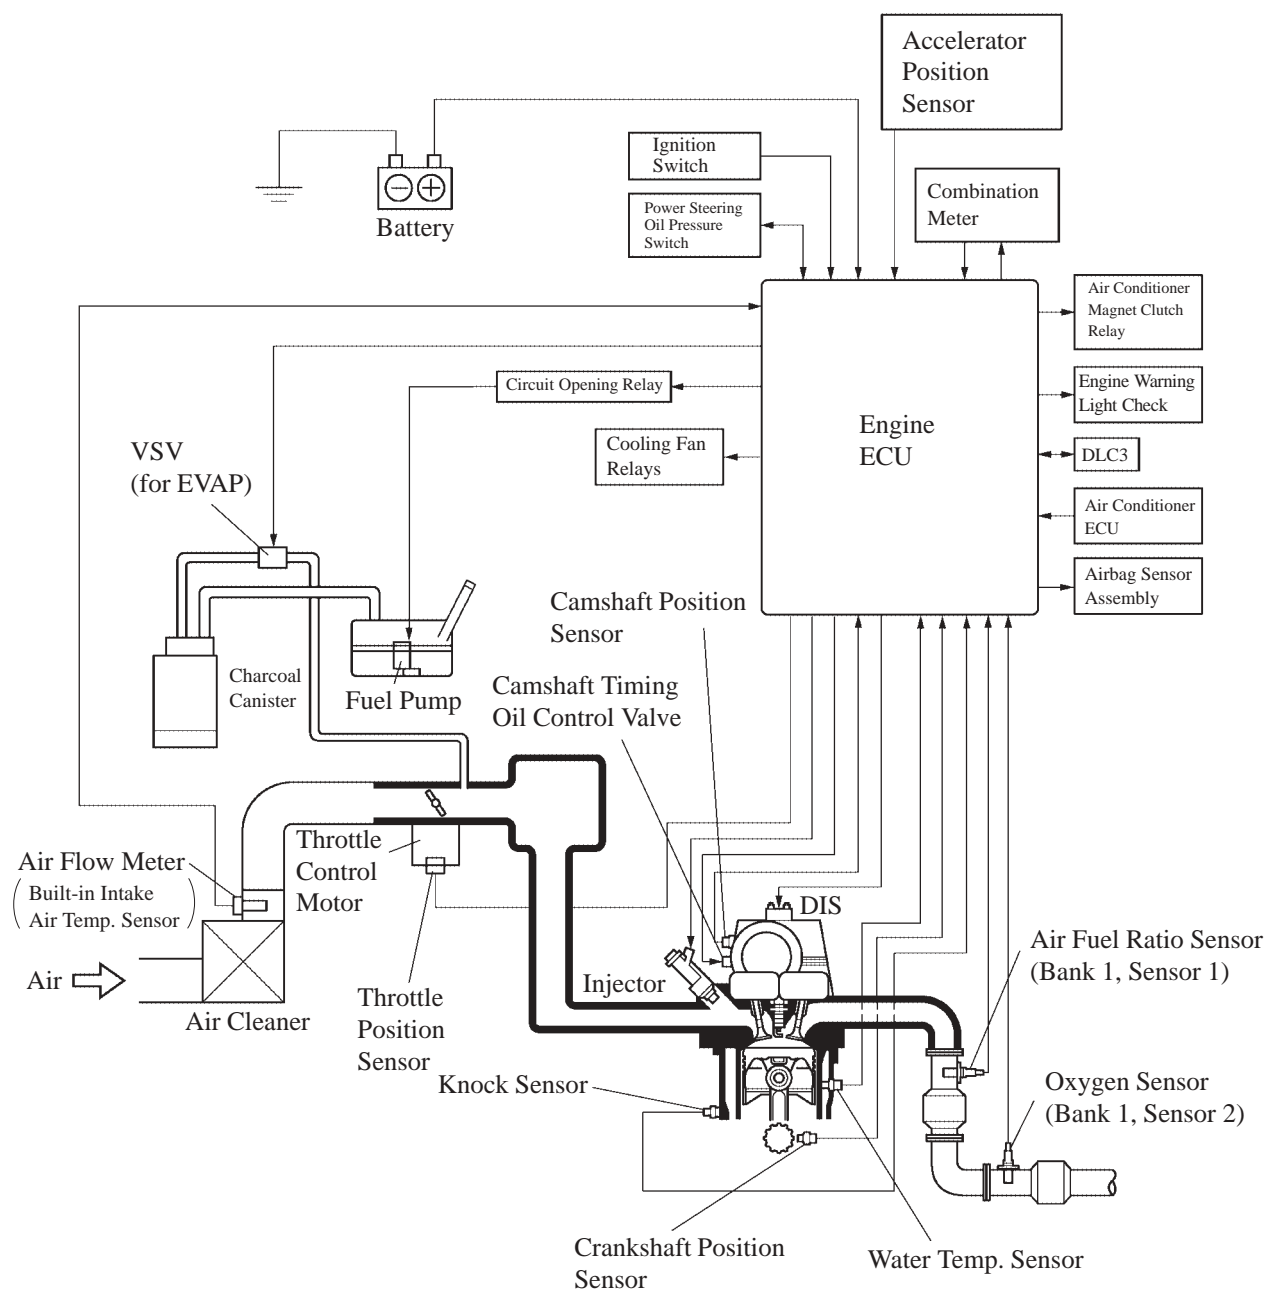 Accelerator
Position
Sensor
Ignition
Switch
Combination
Meter
Power Steering
Oil Pressure
Switch
Battery
Air Conditioner
Magnet Clutch
Relay
Circuit Opening Relay
Engine Warning
Light Check
Engine
ECU
Cooling Fan
Relays
DLC3
VSV
(for EVAP)
Air Conditioner
ECU
Airbag Sensor
Assembly
Camshaft Position
Sensor
Charcoal
Canister
Fuel Pump
Camshaft Timing
Oil Control Valve
Throttle
Control
Motor
Air Flow Meter
Built-in Intake
Air Temp. Sensor
DIS
Air Fuel Ratio Sensor
(Bank 1, Sensor 1)
Air
Injector
Air Cleaner
Throttle
Position
Sensor
Knock Sensor
Oxygen Sensor
(Bank 1, Sensor 2)
Crankshaft Position
Sensor
Water Temp. Sensor